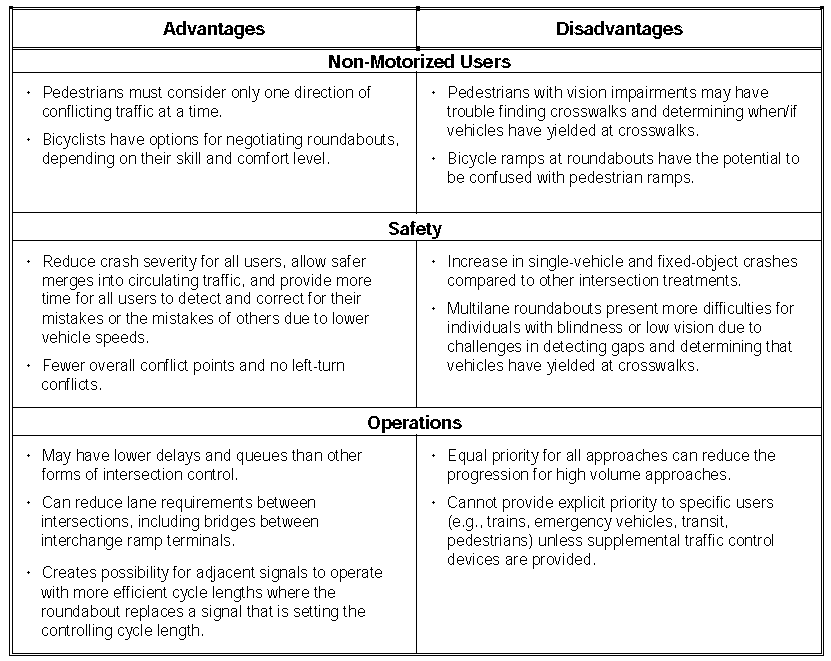 Advantages
Disadvantages
Non-Motorized Users
· Pedestrians must consider only one direction of
conflicting traffic at a time.
· Bicyclists have options for negotiating roundabouts,
depending on their skill and comfort level.
· Pedestrians with vision impairments may have
trouble finding crosswalks and determining when/if
vehicles have yielded at crosswalks.
· Bicycle ramps at roundabouts have the potential to
be confused with pedestrian ramps.
Safety
· Reduce crash severity for all users, allow safer
merges into circulating traffic, and provide more
time for all users to detect and correct for their
mistakes or the mistakes of others due to lower
vehicle speeds.
· Fewer overall conflict points and no left-turn
conflicts.
· Increase in single-vehicle and fixed-object crashes
compared to other intersection treatments.
· Multilane roundabouts present more difficulties for
individuals with blindness or low vision due to
challenges in detecting gaps and determining that
vehicles have yielded at crosswalks.
Operations
· May have lower delays and queues than other
forms of intersection control.
· Can reduce lane requirements between
intersections, including bridges between
interchange ramp terminals.
· Creates possibility for adjacent signals to operate
with more efficient cycle lengths where the
roundabout replaces a signal that is setting the
controlling cycle length.
· Equal priority for all approaches can reduce the
progression for high volume approaches.
· Cannot provide explicit priority to specific users
(e.g., trains, emergency vehicles, transit,
pedestrians) unless supplemental traffic control
devices are provided.